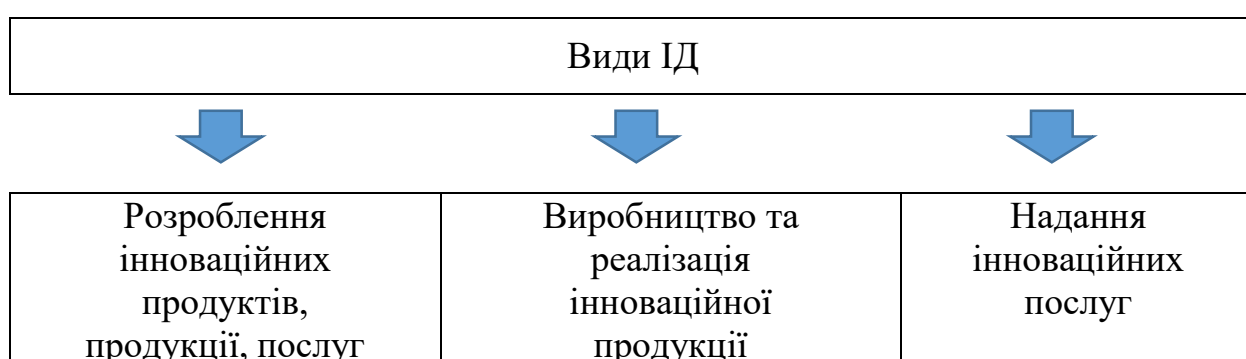 Види ІД
Розроблення
інноваційних
продуктів,
продукції, послуг
Виробництво та
реалізація
інноваційної
продукції
Надання
інноваційних
послуг